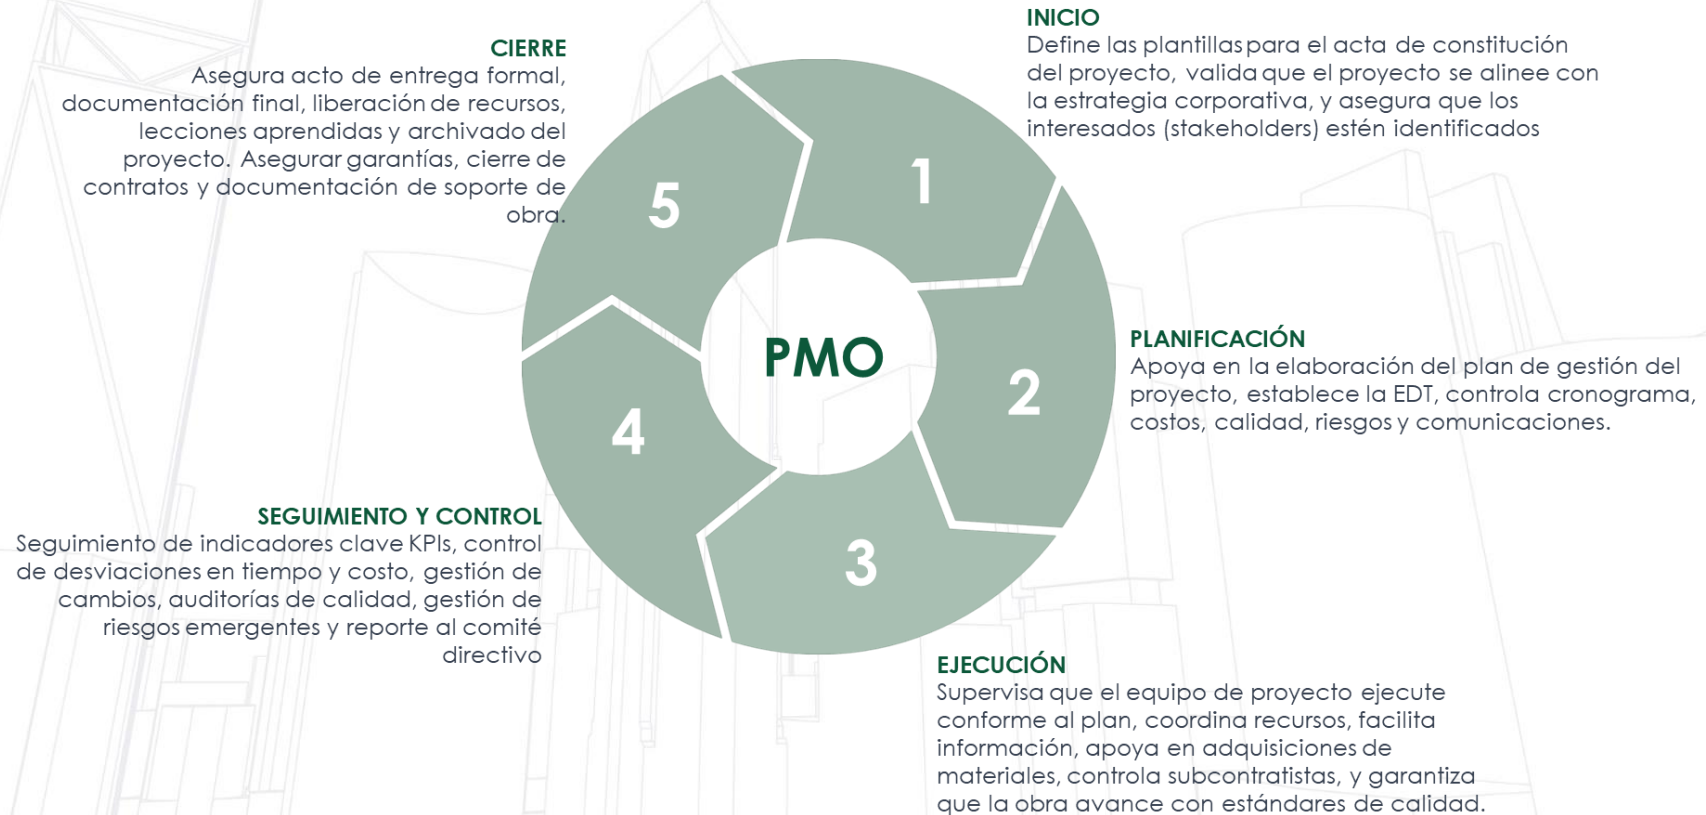 INICIO
Define las plantillas para el acta de constitución
del proyecto, valida que el proyecto se alinee con
la estrategia corporativa, y asegura que los
interesados (stakeholders) estén identificados
1
PLANIFICACIÓN
Apoya en la elaboración del plan de gestión del
proyecto, establece la EDT, controla cronograma,
costos, calidad, riesgos y comunicaciones.
2
EJECUCIÓN
Supervisa que el equipo de proyecto ejecute
conforme al plan, coordina recursos, facilita
información, apoya en adquisiciones de
materiales, controla subcontratistas, y garantiza
que la obra avance con estándares de calidad.
3
SEGUIMIENTO Y CONTROL
Seguimiento de indicadores clave KPIs, control
de desviaciones en tiempo y costo, gestión de
cambios, auditorías de calidad, gestión de
riesgos emergentes y reporte al comité
directivo
4
CIERRE
Asegura acto de entrega formal,
documentación final, liberación de recursos,
lecciones aprendidas y archivado del
proyecto. Asegurar garantías, cierre de
contratos y documentación de soporte de
obra.
5
PMO